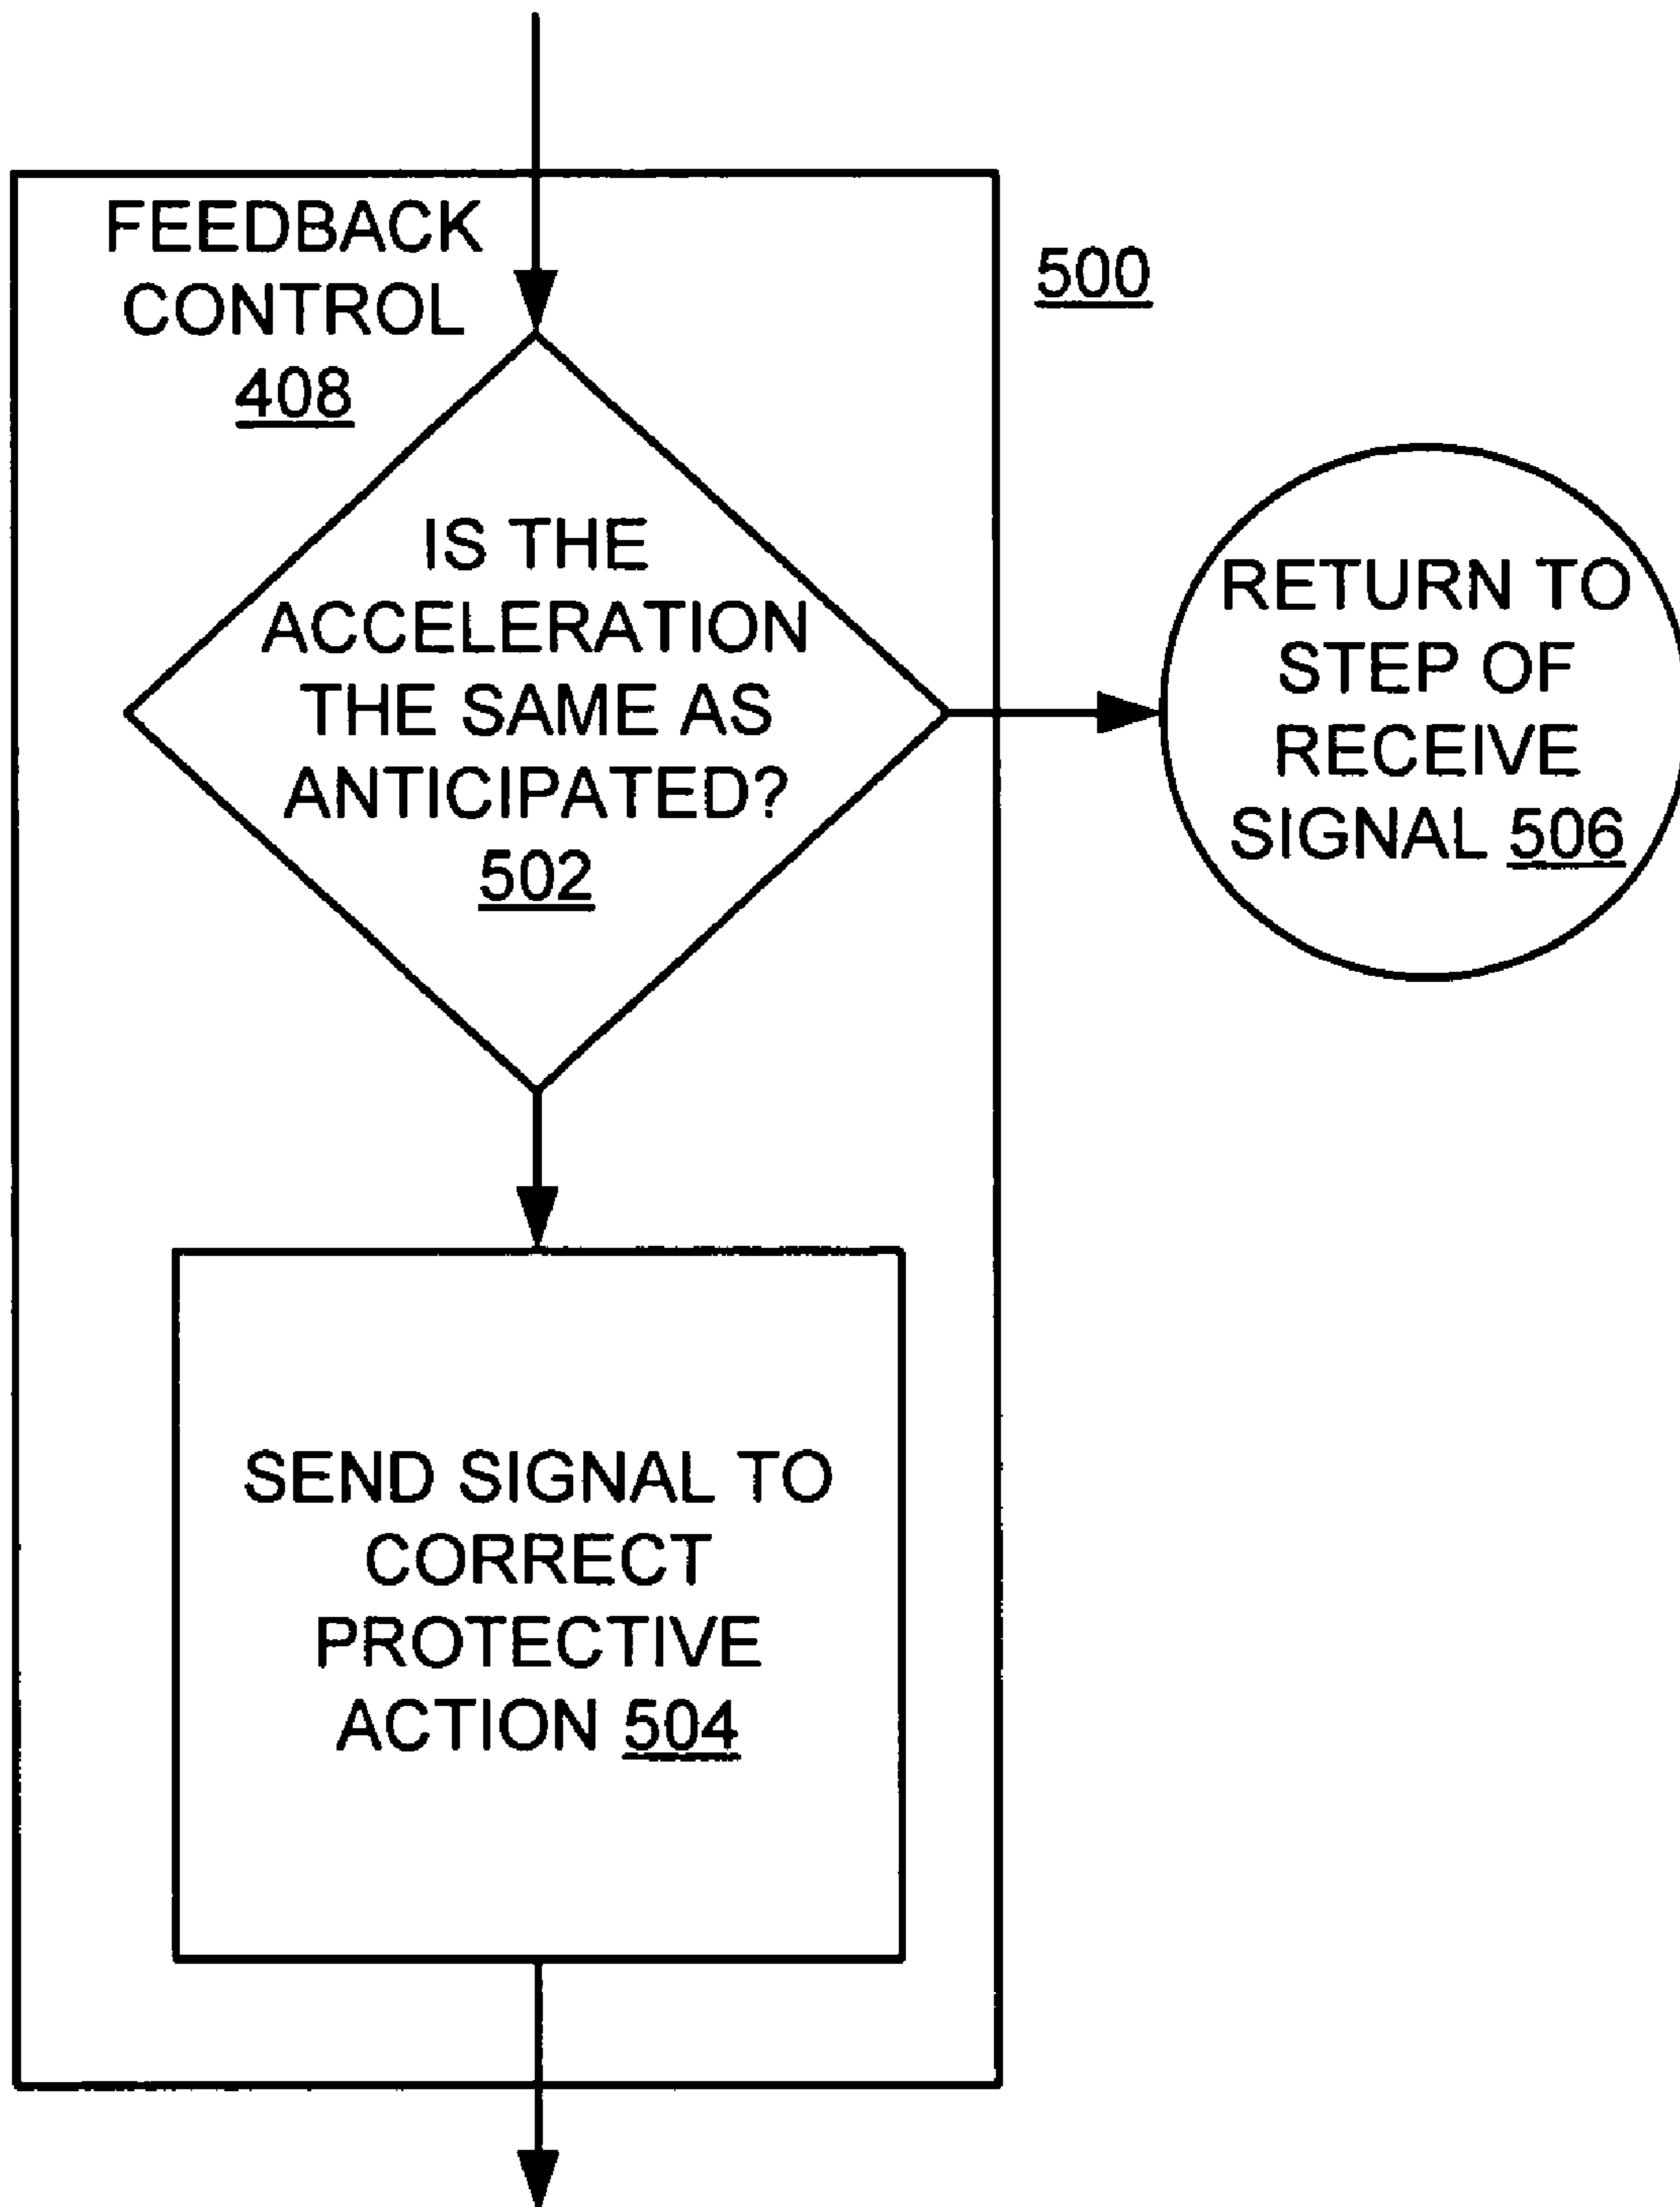 FEEDBACK
CONTROL
408
500
IS THE
ACCELERATION
THE SAME AS
ANTICIPATED?
502
RETURN TO
STEP OF
RECEIVE
SIGNAL 506
SEND SIGNAL TO
CORRECT
PROTECTIVE
ACTION 504